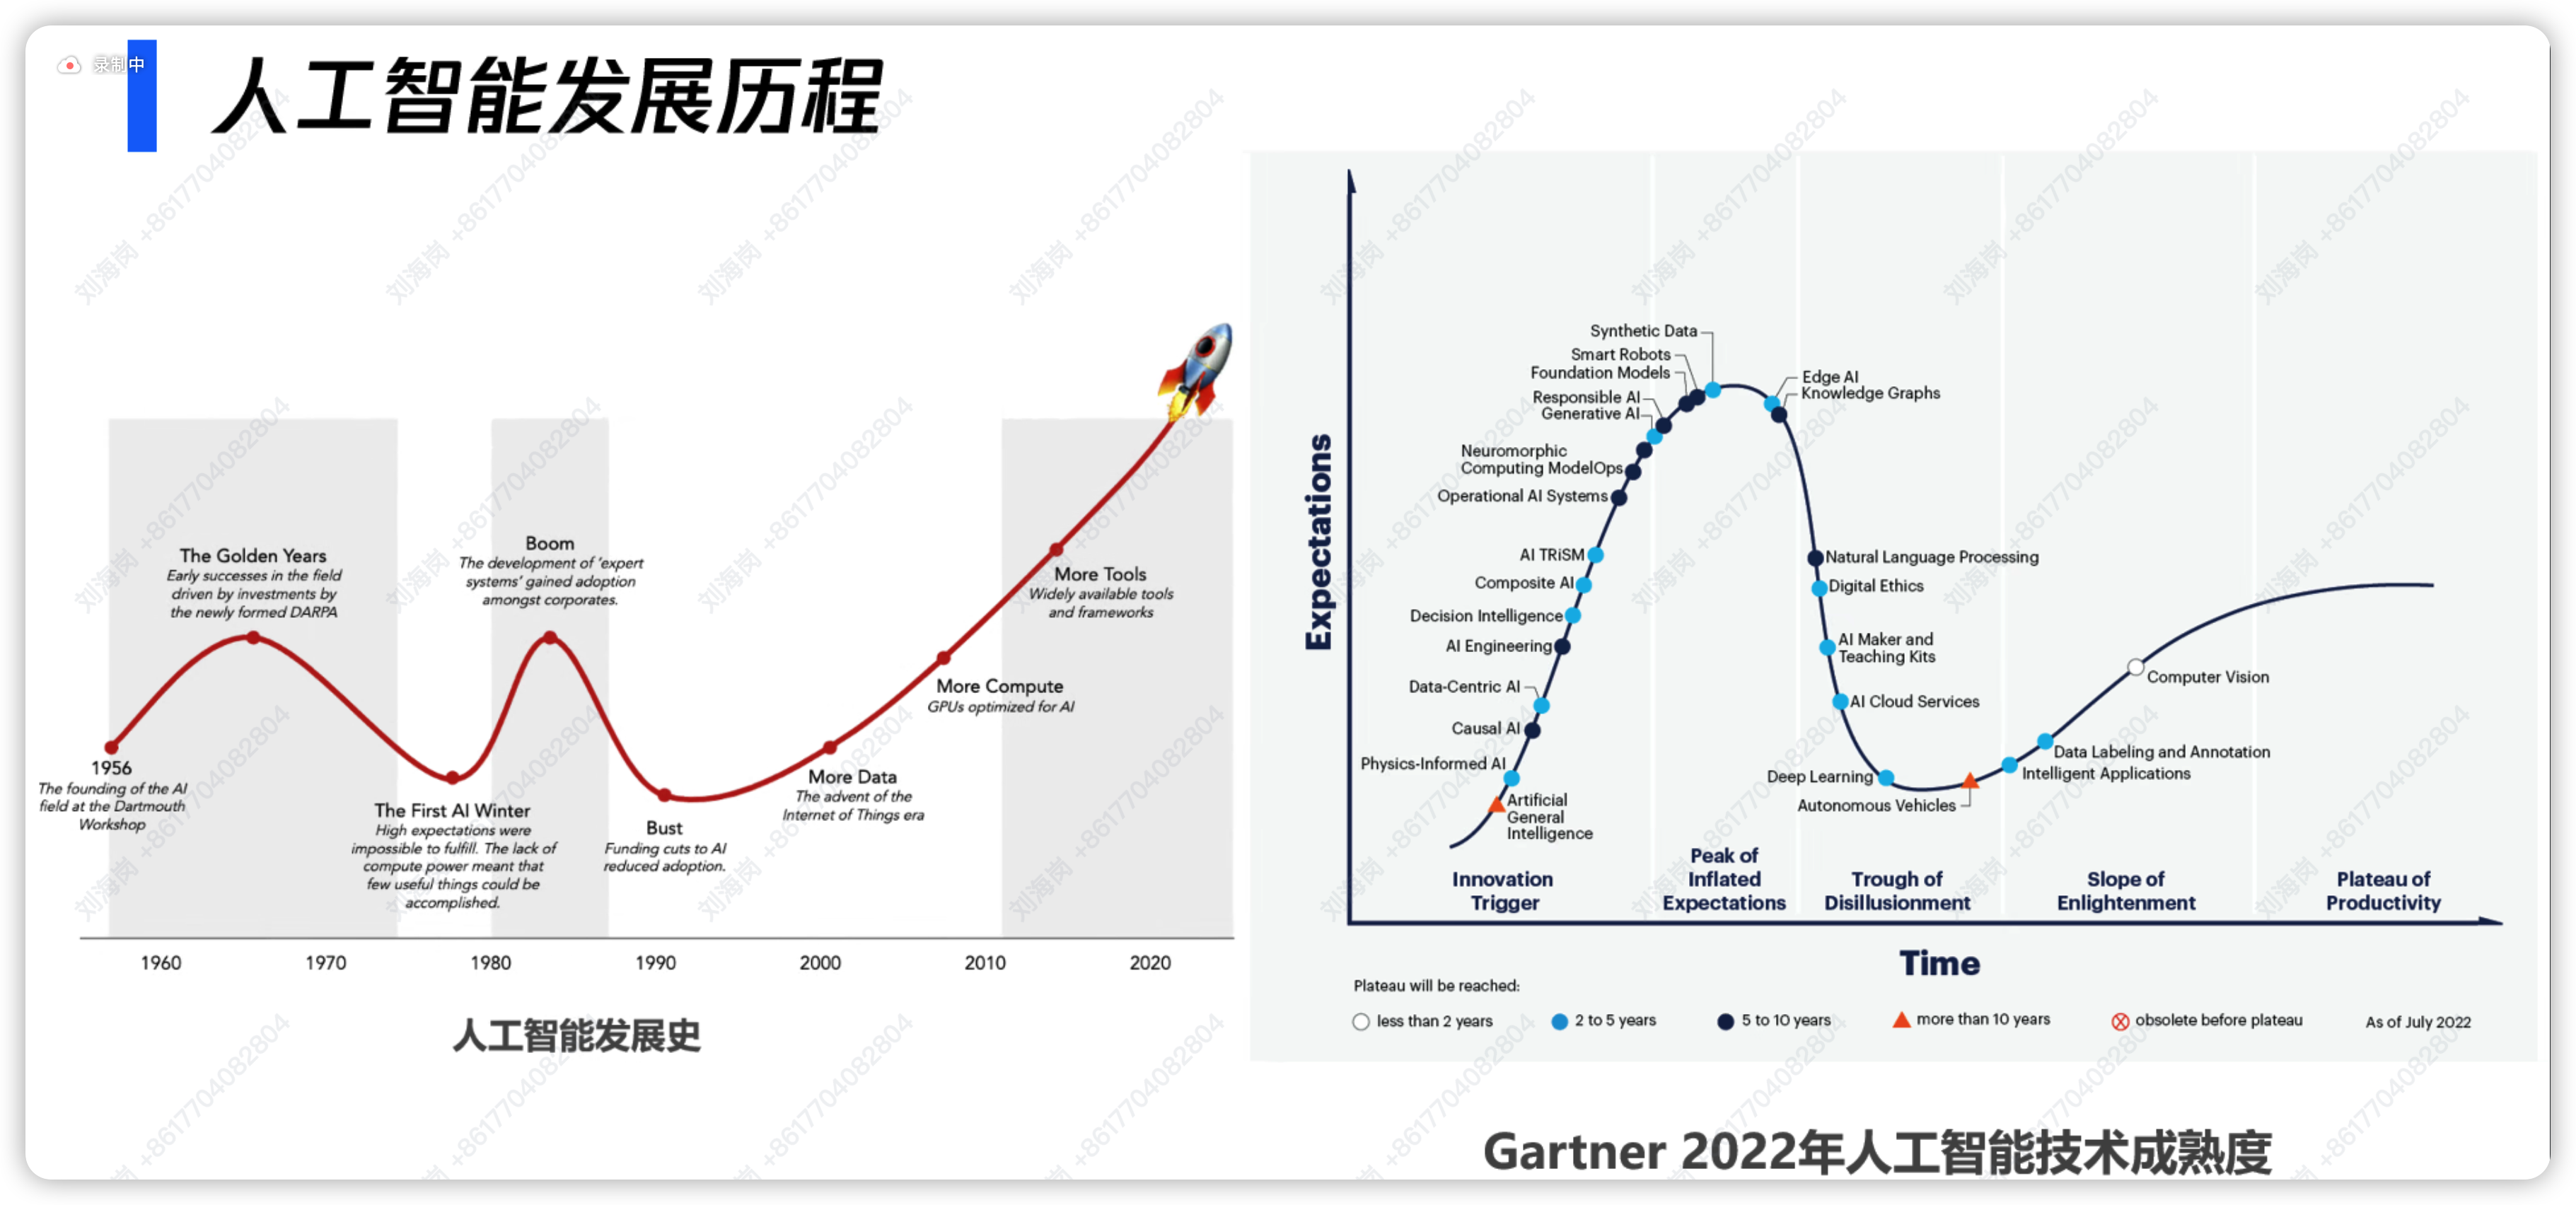 录制中
人工智能发展历程
The Golden Years
Early successes in the field
driven by investments by
the newly formed DARPA
Boom
The development of ‘expert
systems’ gained adoption
amongst corporates.
More Tools
Widely available tools
and frameworks
More Compute
GPUs optimized for AI
1956
The founding of the AI
field at the Dartmouth
Workshop
The First AI Winter
High expectations were
impossible to fulfill. The lack of
compute power meant that
few useful things could be
accomplished.
Bust
Funding cuts to AI
reduced adoption.
More Data
The advent of the
Internet of Things era
1960 1970 1980 1990 2000 2010 2020
人工智能发展史
Expectations
Synthetic Data
Smart Robots
Foundation Models
Responsible AI
Generative AI
Neuromorphic
Computing ModelOps
Operational AI Systems
AI TRiSM
Composite AI
Decision Intelligence
AI Engineering
Data-Centric AI
Causal AI
Physics-Informed AI
Artificial
General
Intelligence
Edge AI
Knowledge Graphs
Natural Language Processing
Digital Ethics
AI Maker and
Teaching Kits
AI Cloud Services
Deep Learning
Autonomous Vehicles
Computer Vision
Data Labeling and Annotation
Intelligent Applications
Innovation
Trigger
Peak of
Inflated
Expectations
Trough of
Disillusionment
Slope of
Enlightenment
Plateau of
Productivity
Time
Plateau will be reached:
less than 2 years 2 to 5 years 5 to 10 years more than 10 years obsolete before plateau As of July 2022
Gartner 2022年人工智能技术成熟度
刘海岗 +8617704082804